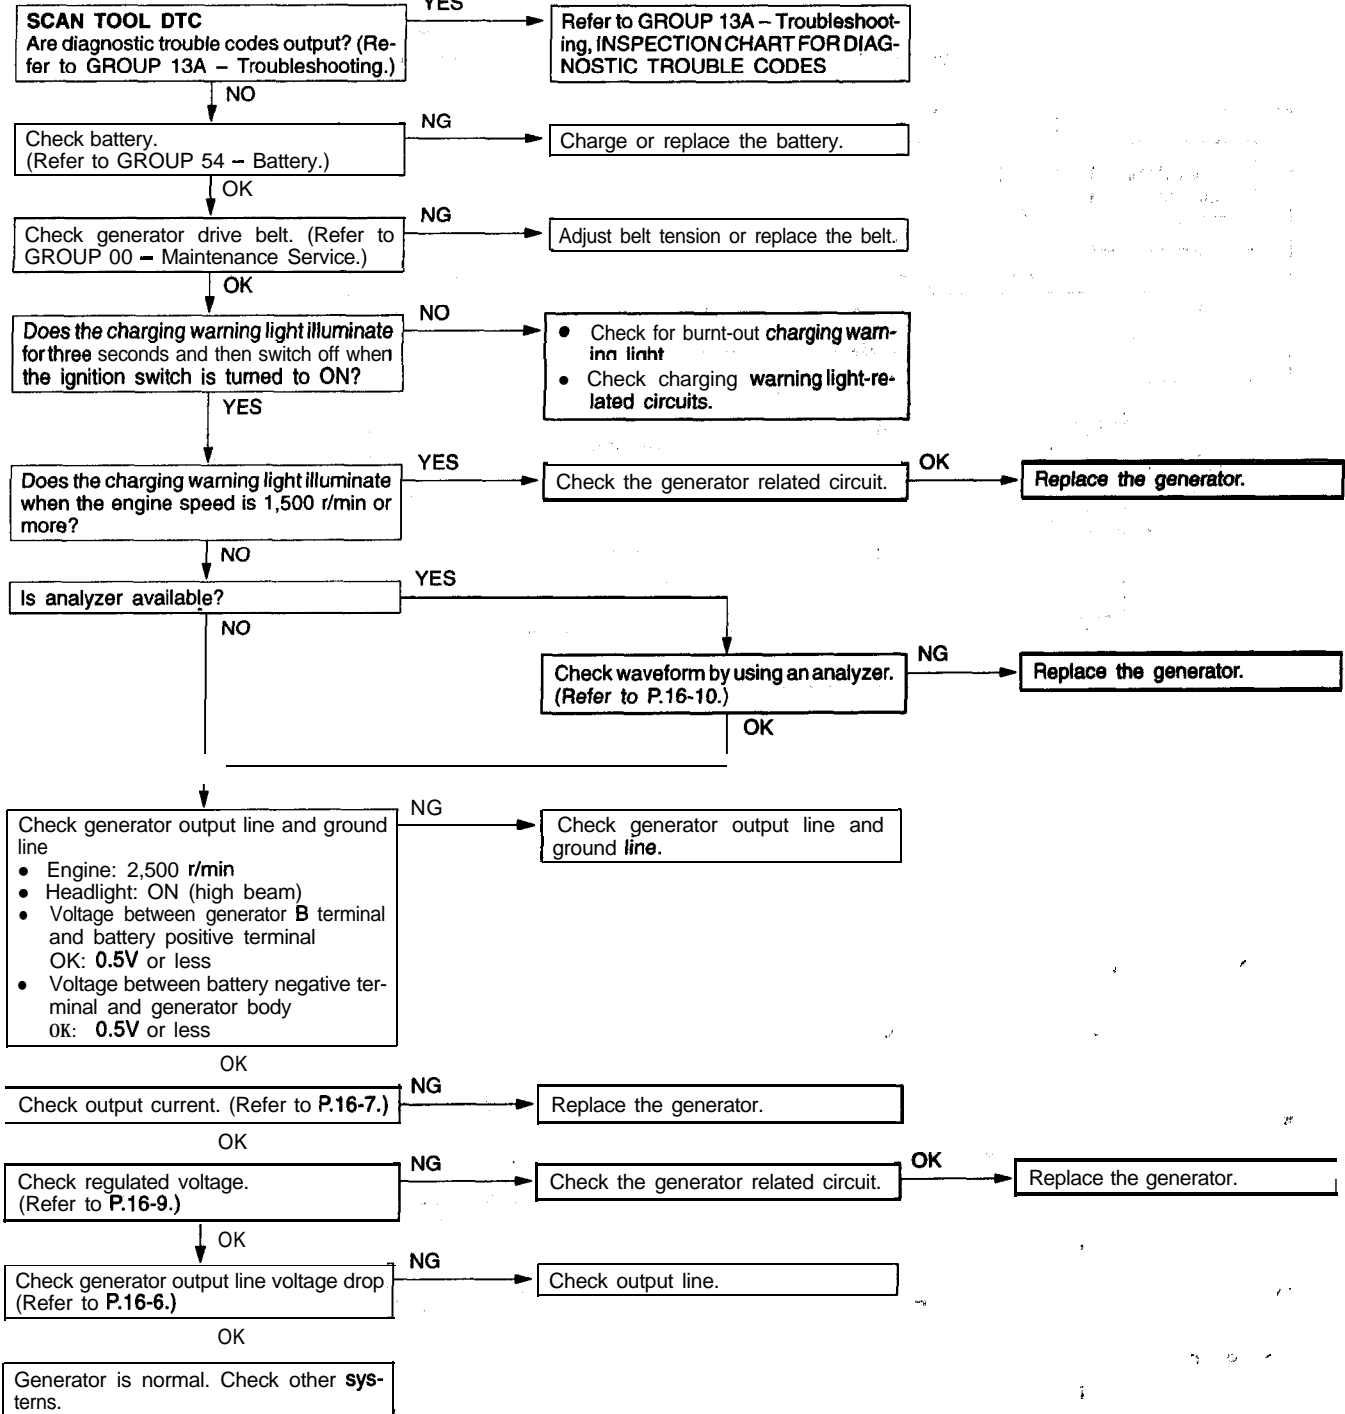 YES
SCAN TOOL DTC
Are diagnostic trouble codes output? (Re-
fer to GROUP 13A – Troubleshooting.)
Refer to GROUP 13A – Troubleshoot-
ing, INSPECTION CHART FOR DIAG-
NOSTIC TROUBLE CODES
NO
Check battery.
(Refer to GROUP 54 – Battery.)
NG
Charge or replace the battery.
OK
Check generator drive belt. (Refer to
GROUP 00 – Maintenance Service.)
NG
Adjust belt tension or replace the belt.
OK
Does the charging warning light illuminate
for three seconds and then switch off when
the ignition switch is turned to ON?
NO
● Check for burnt-out charging warn-
ing light
● Check charging warning light-re-
lated circuits.
YES
Does the charging warning light illuminate
when the engine speed is 1,500 r/min or
more?
YES
Check the generator related circuit.
OK
Replace the generator.
NO
Is analyzer available?
YES
NO
Check waveform by using an analyzer.
(Refer to P.16-10.)
NG
Replace the generator.
OK
Check generator output line and ground
line
● Engine: 2,500 r/min
● Headlight: ON (high beam)
● Voltage between generator B terminal
and battery positive terminal
OK: 0.5V or less
● Voltage between battery negative ter-
minal and generator body
OK: 0.5V or less
NG
Check generator output line and
ground line.
OK
Check output current. (Refer to P.16-7.)
NG
Replace the generator.
OK
Check regulated voltage.
(Refer to P.16-9.)
NG
Check the generator related circuit.
OK
Replace the generator.
OK
Check generator output line voltage drop
(Refer to P.16-6.)
NG
Check output line.
OK
Generator is normal. Check other sys-
terns.